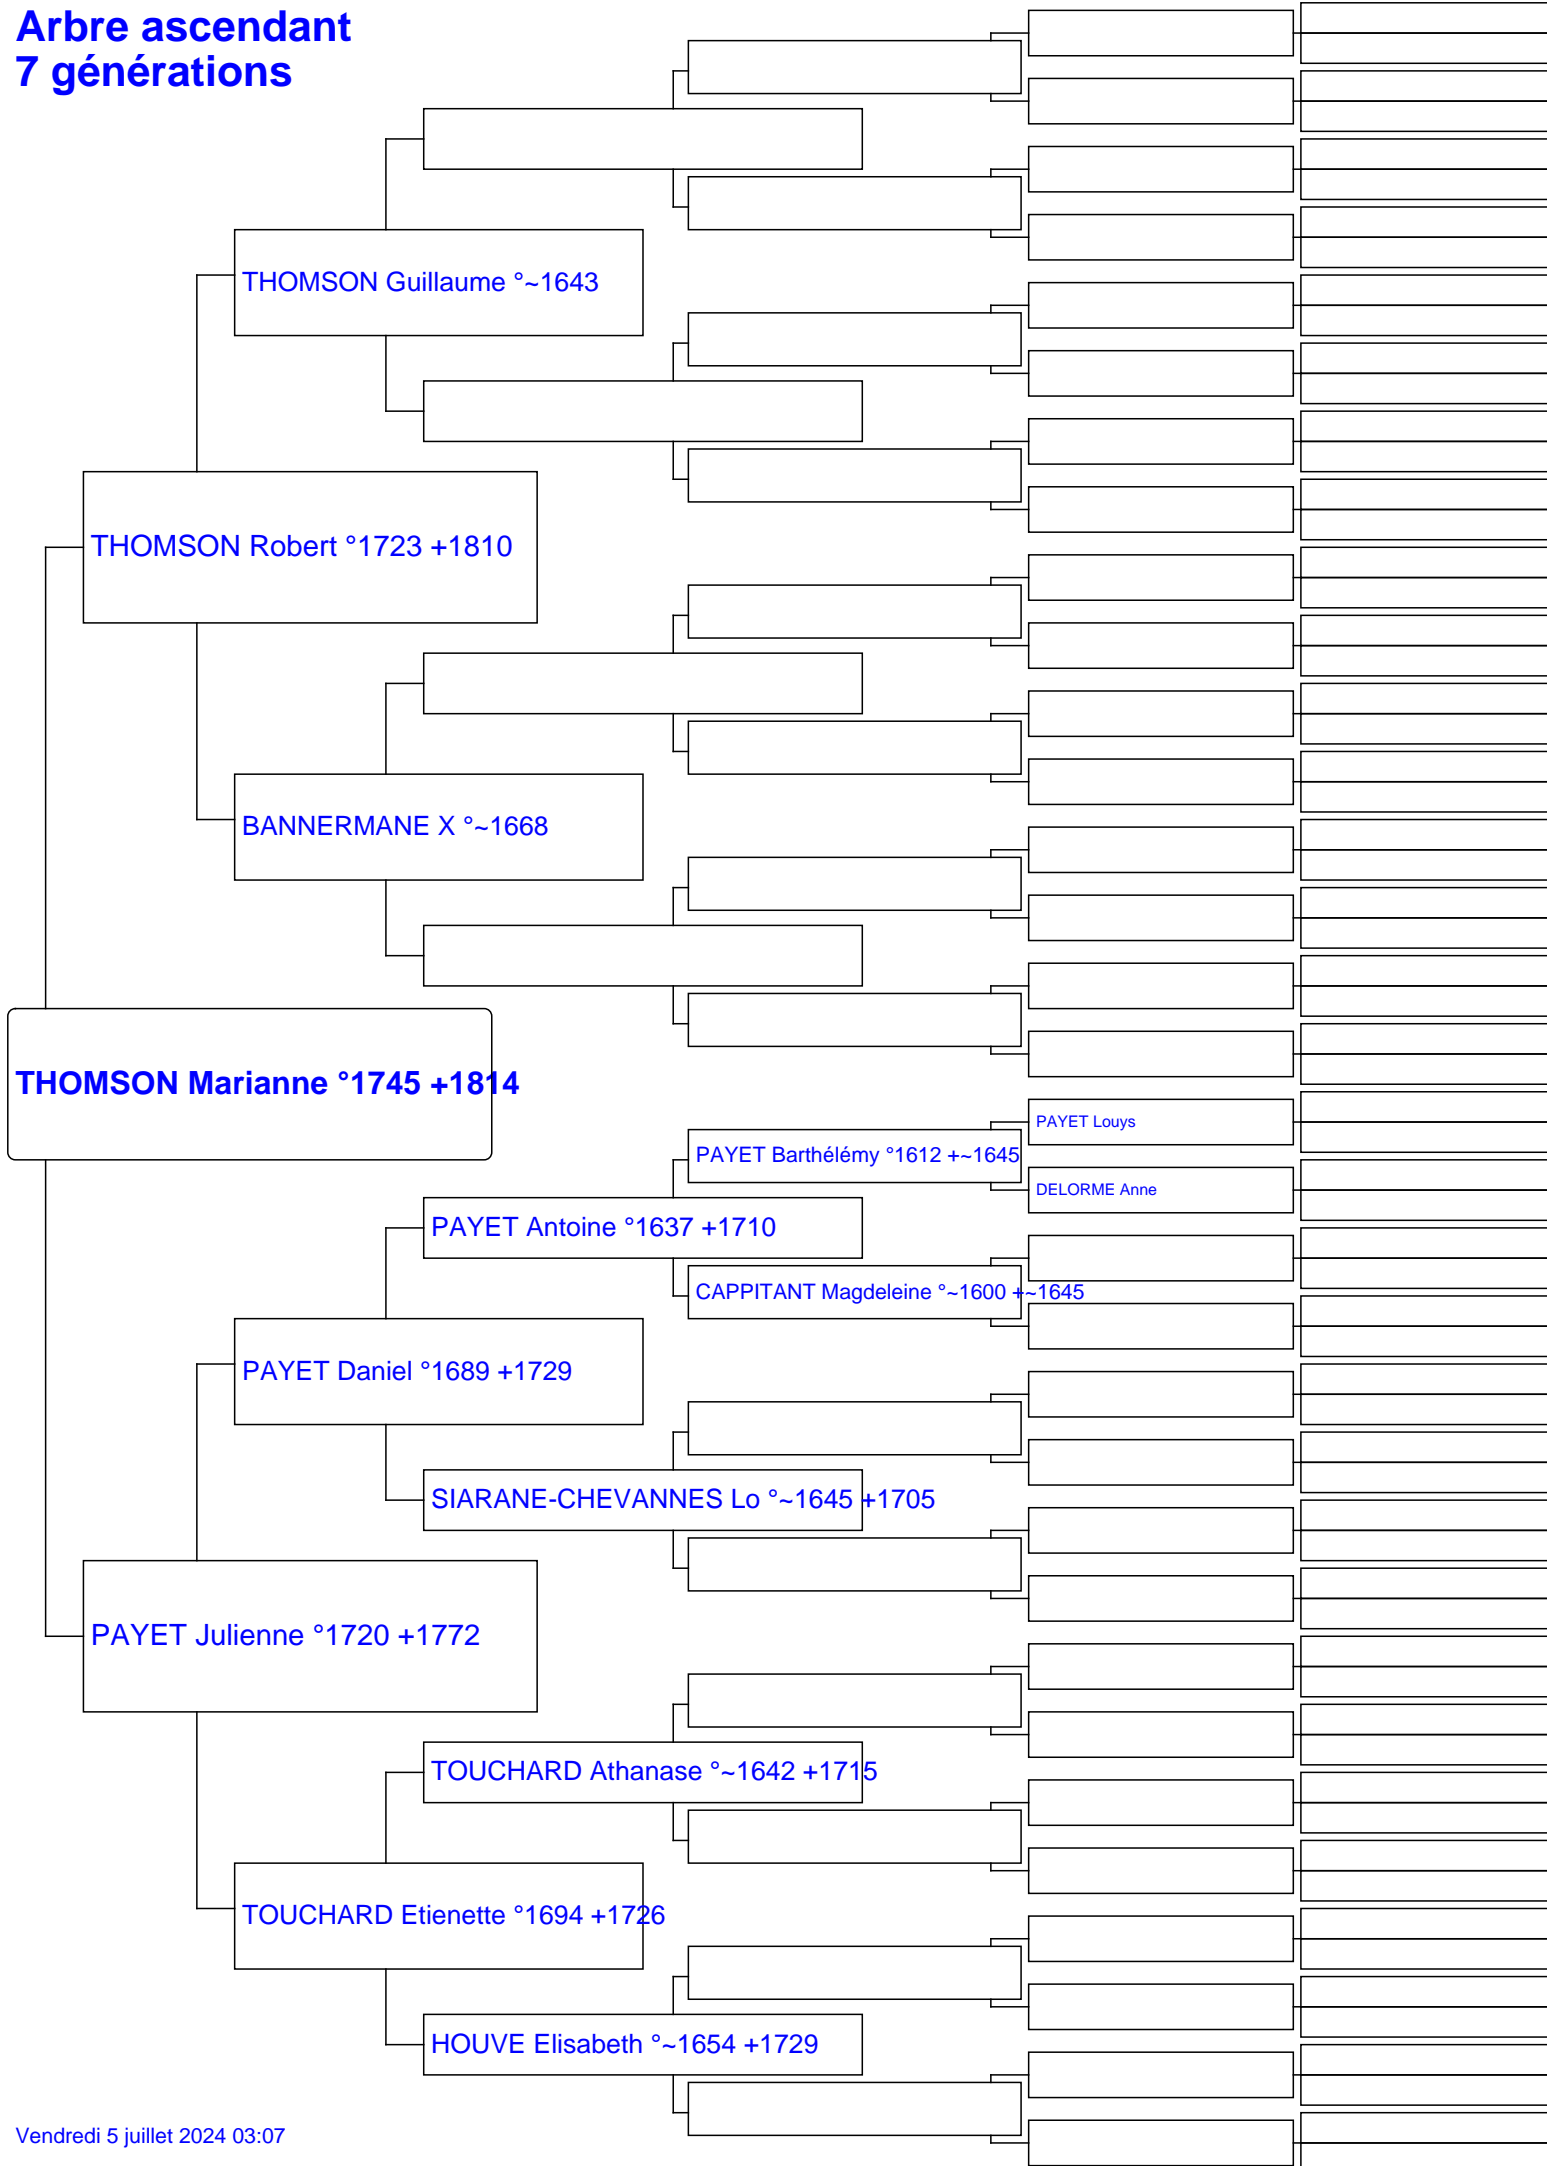 Arbre ascendant
7 générations
THOMSON Guillaume °~1643
THOMSON Robert °1723 +1810
BANNERMANE X °~1668
THOMSON Marianne °1745 +1814
PAYET Louys
PAYET Barthélémy °1612 +~1645
DELORME Anne
PAYET Antoine °1637 +1710
CAPPITANT Magdeleine °~1600 +~1645
PAYET Daniel °1689 +1729
SIARANE-CHEVANNES Lo °~1645 +1705
PAYET Julienne °1720 +1772
TOUCHARD Athanase °~1642 +1715
TOUCHARD Etienette °1694 +1726
HOUVE Elisabeth °~1654 +1729
Vendredi 5 juillet 2024 03:07